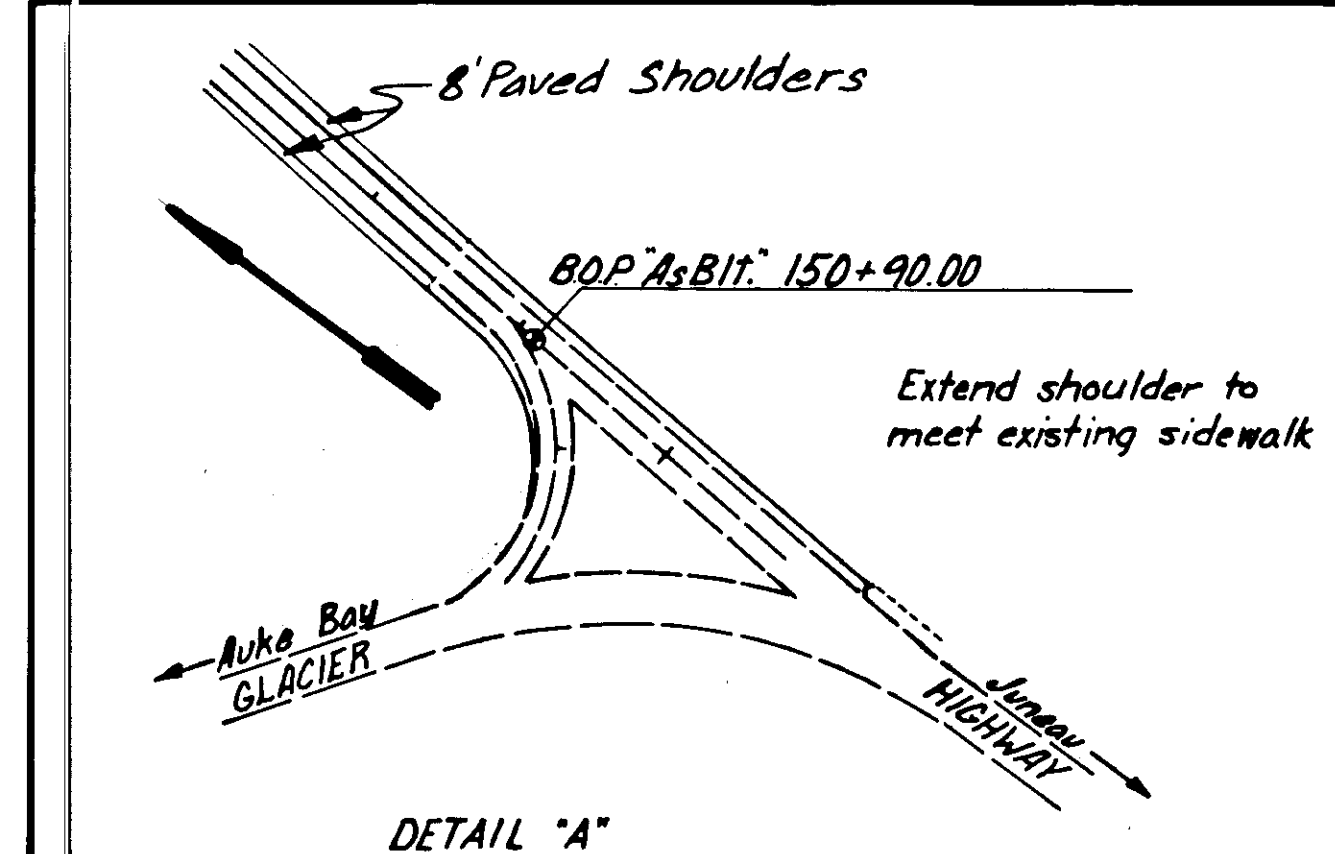 8' Paved Shoulders
B.O.P. "As Blt." 150+90.00
Extend shoulder to
meet existing sidewalk
Auke Bay
GLACIER
Juneau
HIGHWAY
DETAIL "A"